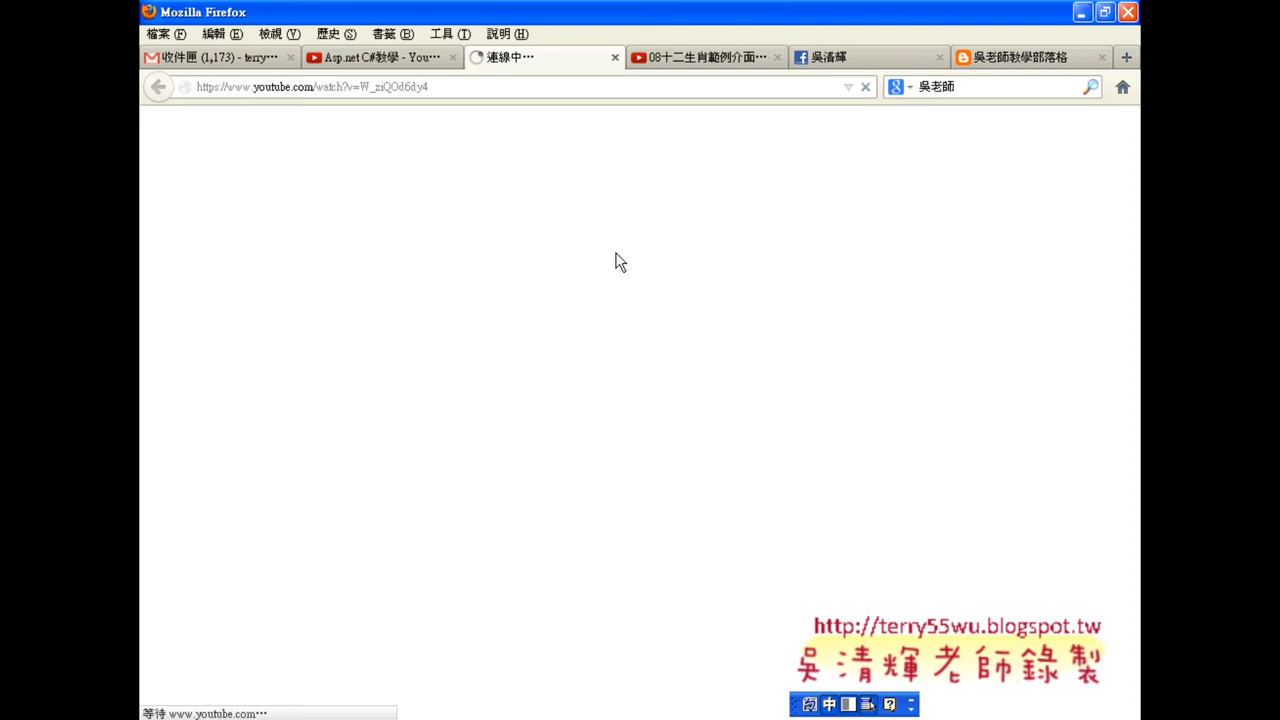 Mozilla Firefox
檔案 (F) 編輯 (E) 檢視 (V) 歷史 (S) 書籤 (B) 工具 (T) 說明 (H)
收件匣 (1,173) - terry… Asp.net C#教學 - You… 連線中… 08十二生肖範例介面… 吳清輝 吳老師教學部落格
https://www.youtube.com/watch?v=W_ziQOd6dy4 吳老師
http://terry55wu.blogspot.tw
吳清輝老師錄製
中
等待 www.youtube.com…